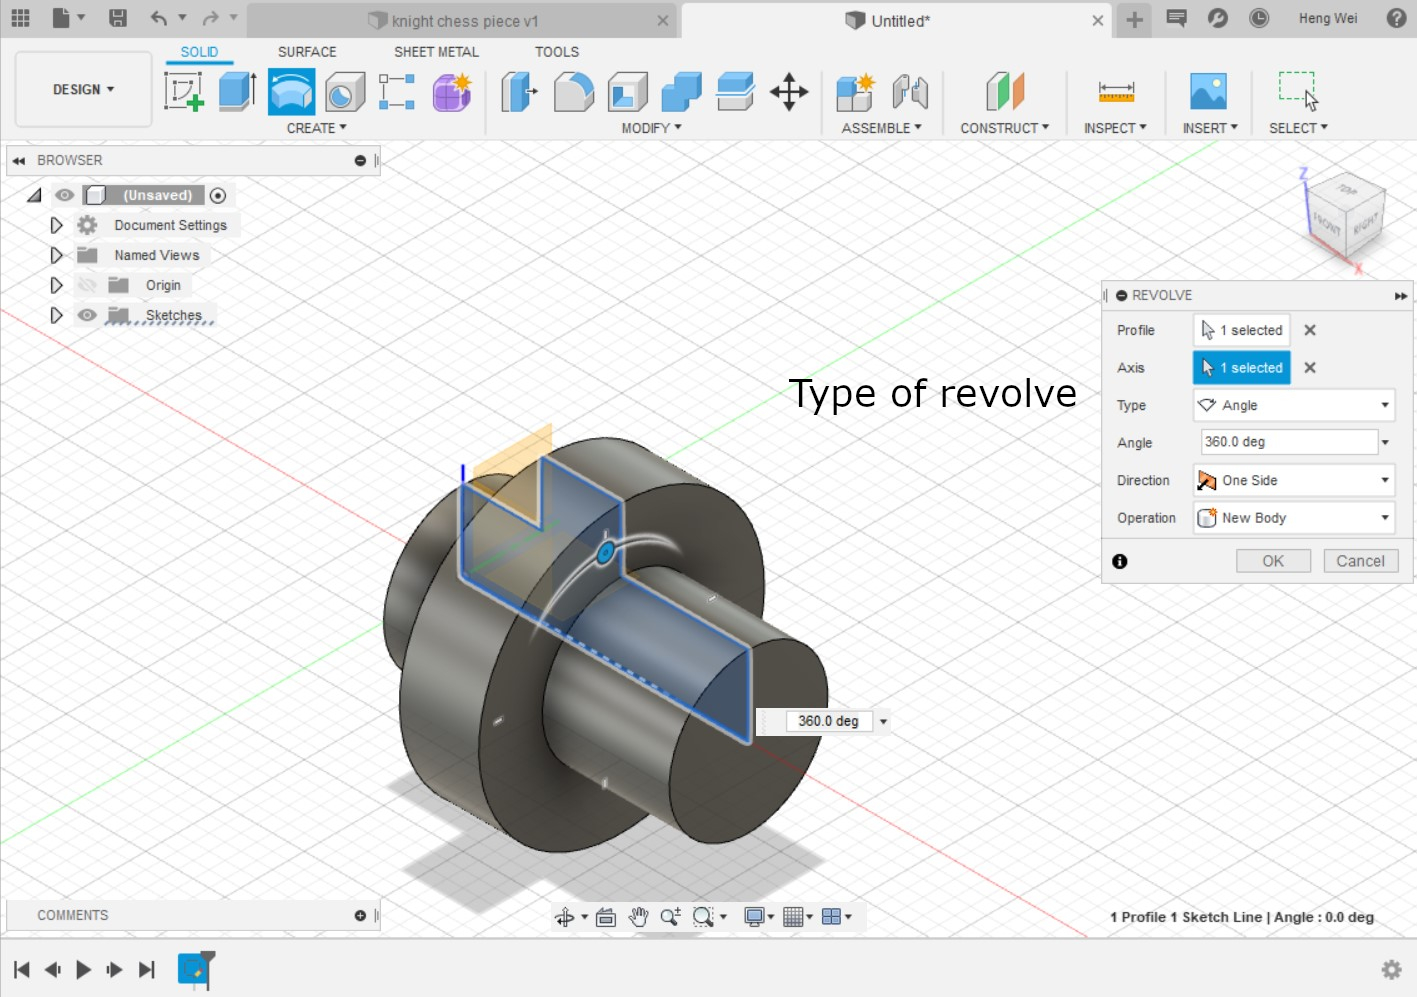 knight chess piece v1
Untitled*
Heng Wei
SOLID
SURFACE
SHEET METAL
TOOLS
DESIGN
CREATE
MODIFY
ASSEMBLE
CONSTRUCT
INSPECT
INSERT
SELECT
BROWSER
(Unsaved)
Document Settings
Named Views
Origin
Sketches
Z
TOP
FRONT
RIGHT
X
REVOLVE
Profile
1 selected
Axis
1 selected
Type of revolve
Type
Angle
Angle
360.0 deg
Direction
One Side
Operation
New Body
OK
Cancel
360.0 deg
COMMENTS
1 Profile 1 Sketch Line | Angle : 0.0 deg